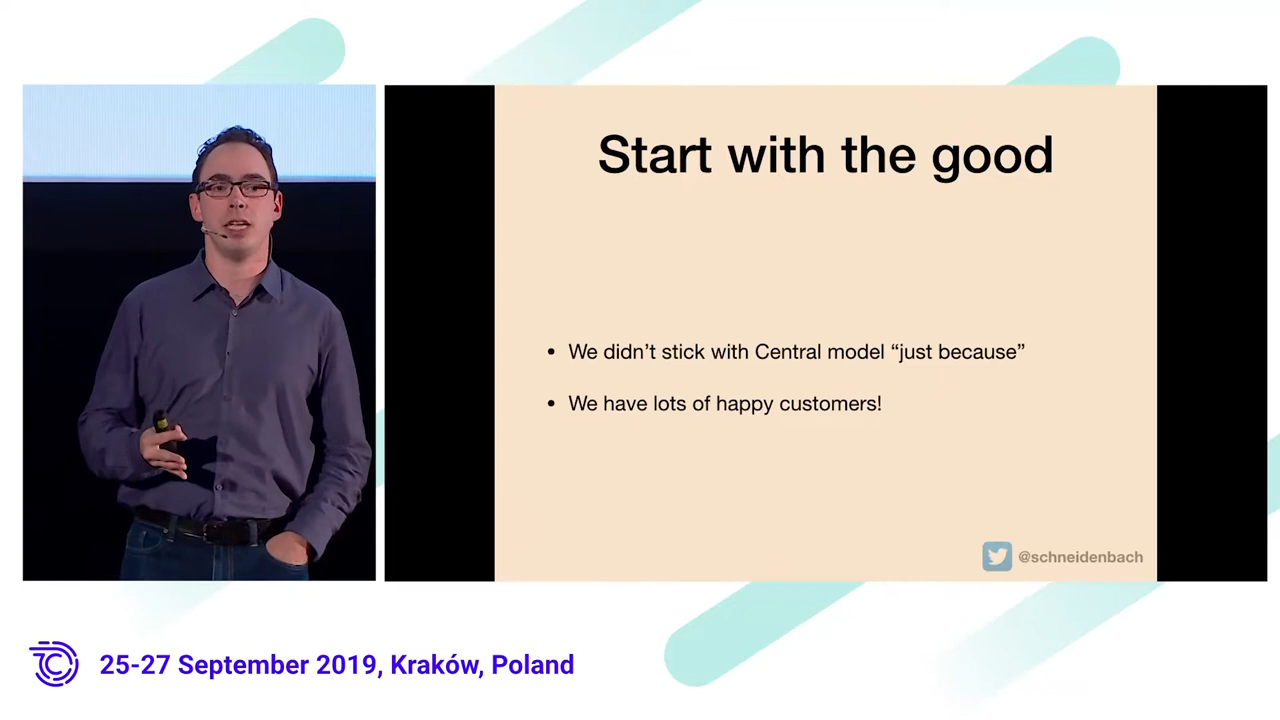 Start with the good
• We didn’t stick with Central model “just because”
• We have lots of happy customers!
@schneidenbach
25-27 September 2019, Kraków, Poland